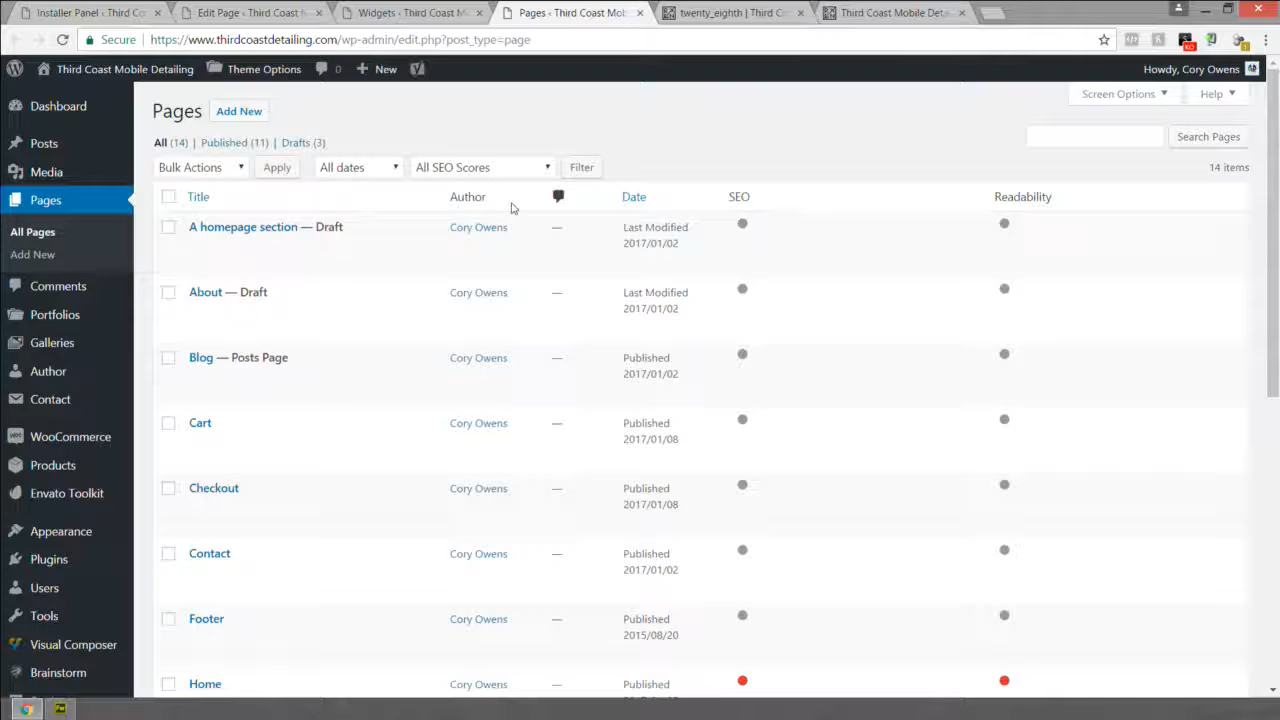 Installer Panel ‹ Third Co
Edit Page ‹ Third Coast M
Widgets ‹ Third Coast M
Pages ‹ Third Coast Mob
twenty_eighth | Third C
Third Coast Mobile Deta
Secure https://www.thirdcoastdetailing.com/wp-admin/edit.php?post_type=page
Third Coast Mobile Detailing Theme Options 0 New Howdy, Cory Owens
Dashboard
Posts
Media
Pages
All Pages
Add New
Comments
Portfolios
Galleries
Author
Contact
WooCommerce
Products
Envato Toolkit
Appearance
Plugins
Users
Tools
Visual Composer
Brainstorm
Screen Options Help
Pages Add New
All (14) | Published (11) | Drafts (3)
Search Pages
Bulk Actions Apply All dates All SEO Scores Filter 14 items
Title Author Date SEO Readability
A homepage section — Draft Cory Owens — Last Modified
2017/01/02
About — Draft Cory Owens — Last Modified
2017/01/02
Blog — Posts Page Cory Owens — Published
2017/01/02
Cart Cory Owens — Published
2017/01/08
Checkout Cory Owens — Published
2017/01/08
Contact Cory Owens — Published
2017/01/02
Footer Cory Owens — Published
2015/08/20
Home Cory Owens — Published